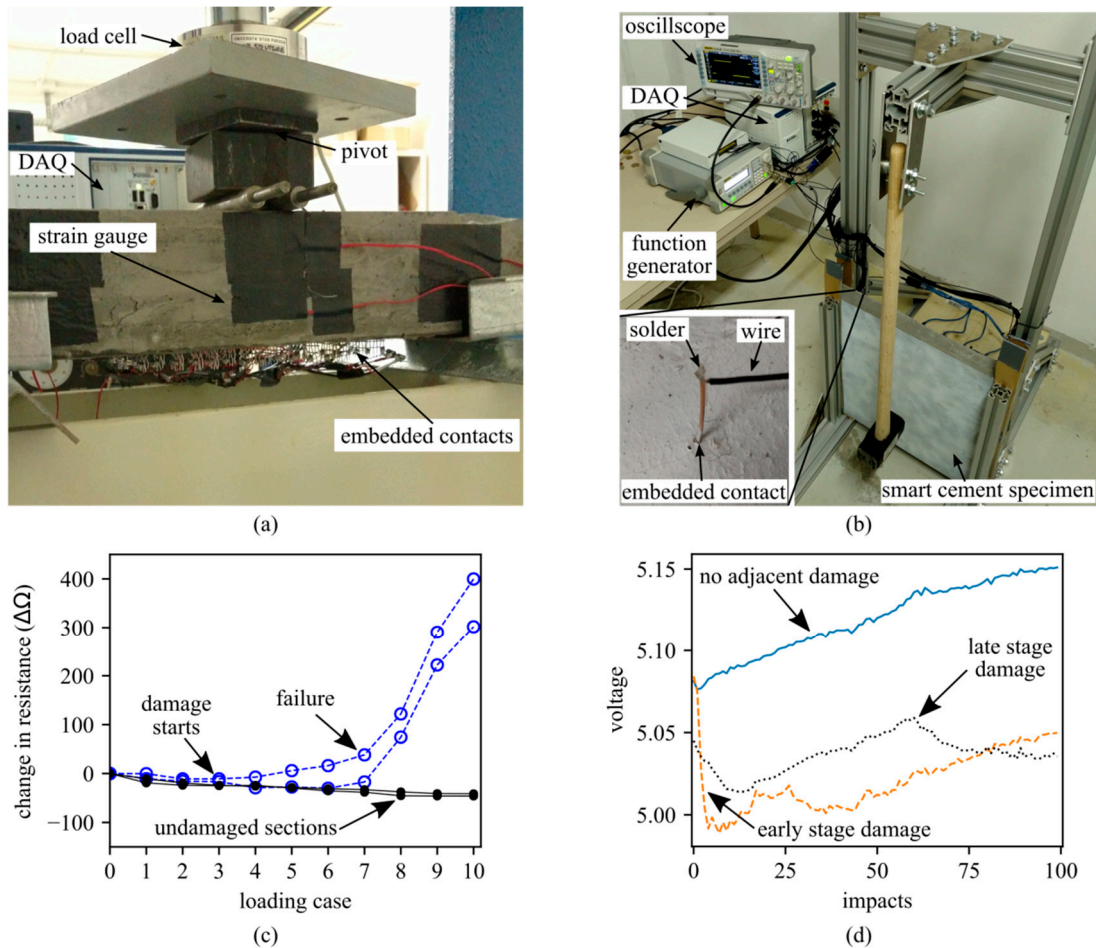 load cell
DAQ
pivot
strain gauge
embedded contacts
(a)
oscillscope
DAQ
function
generator
solder
wire
embedded contact
smart cement specimen
(b)
change in resistance (ΔΩ)
400
300
200
100
0
−100
damage
starts
failure
undamaged sections
0 1 2 3 4 5 6 7 8 9 10
loading case
(c)
voltage
5.15
5.10
5.05
5.00
no adjacent damage
late stage
damage
early stage damage
0 25 50 75 100
impacts
(d)